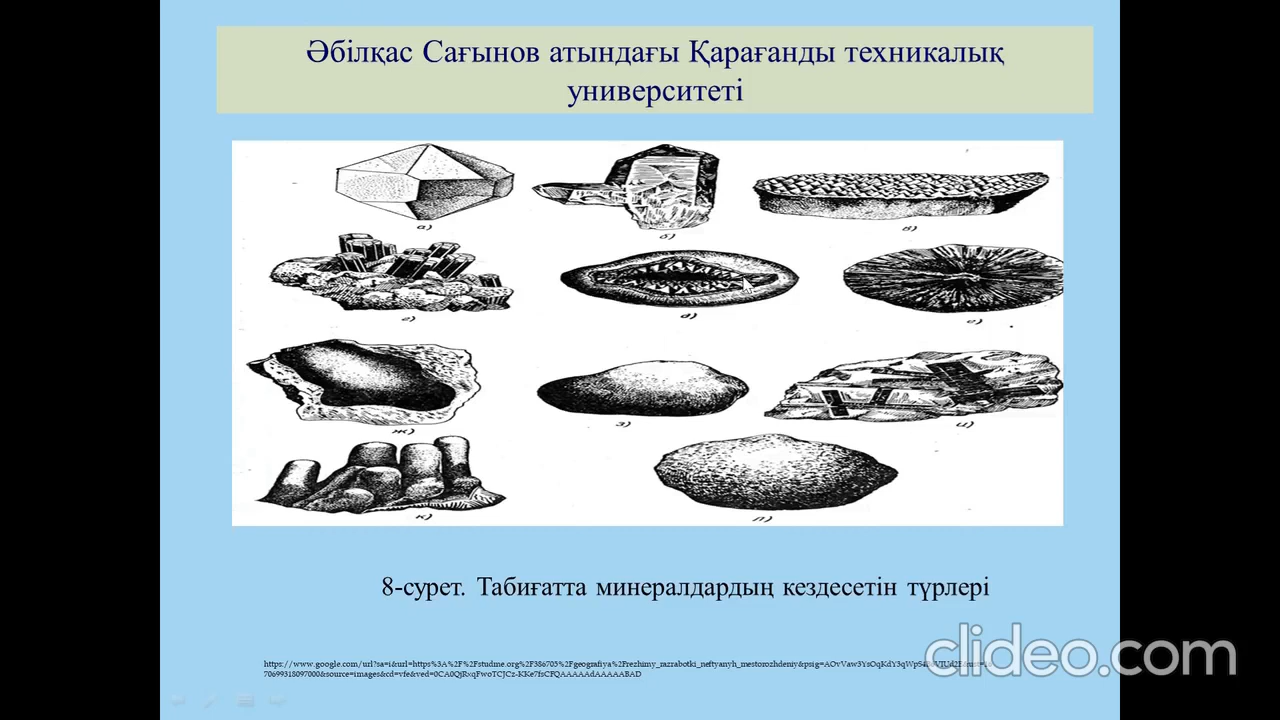 Әбілқас Сағынов атындағы Қарағанды техникалық
университеті
а) б) в)
г) д) е)
ж) з) и)
к) л)
8-сурет. Табиғатта минералдардың кездесетін түрлері
clideo.com